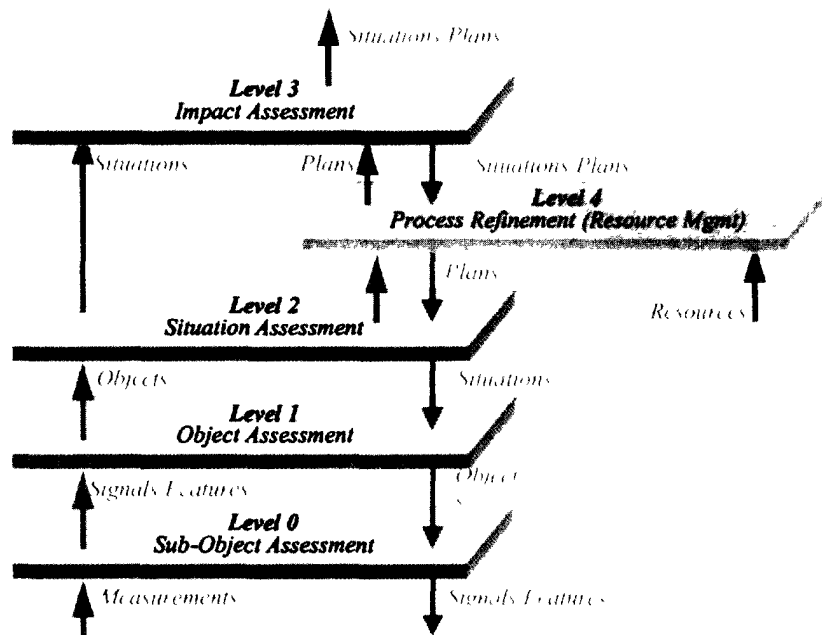 Situations Plans
Level 3
Impact Assessment
Situations
Plans
Situations Plans
Level 4
Process Refinement (Resource Mgmt)
Plans
Level 2
Situation Assessment
Resources
Objects
Situations
Level 1
Object Assessment
Signals Features
Object
s
Level 0
Sub-Object Assessment
Measurements
Signals Features